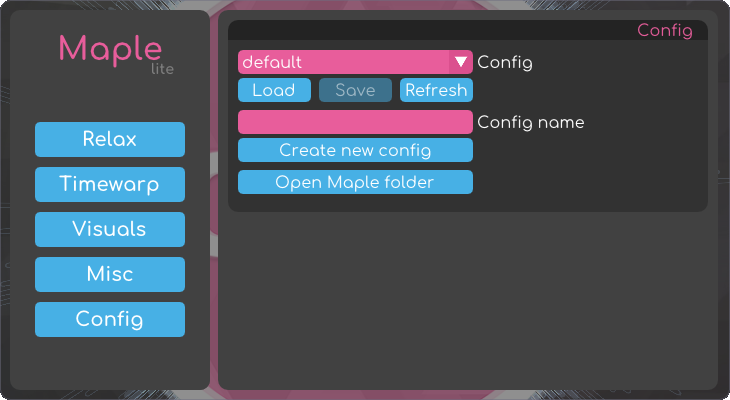 Maple
lite
Relax
Timewarp
Visuals
Misc
Config
Config
default
Config
Load
Save
Refresh
Config name
Create new config
Open Maple folder